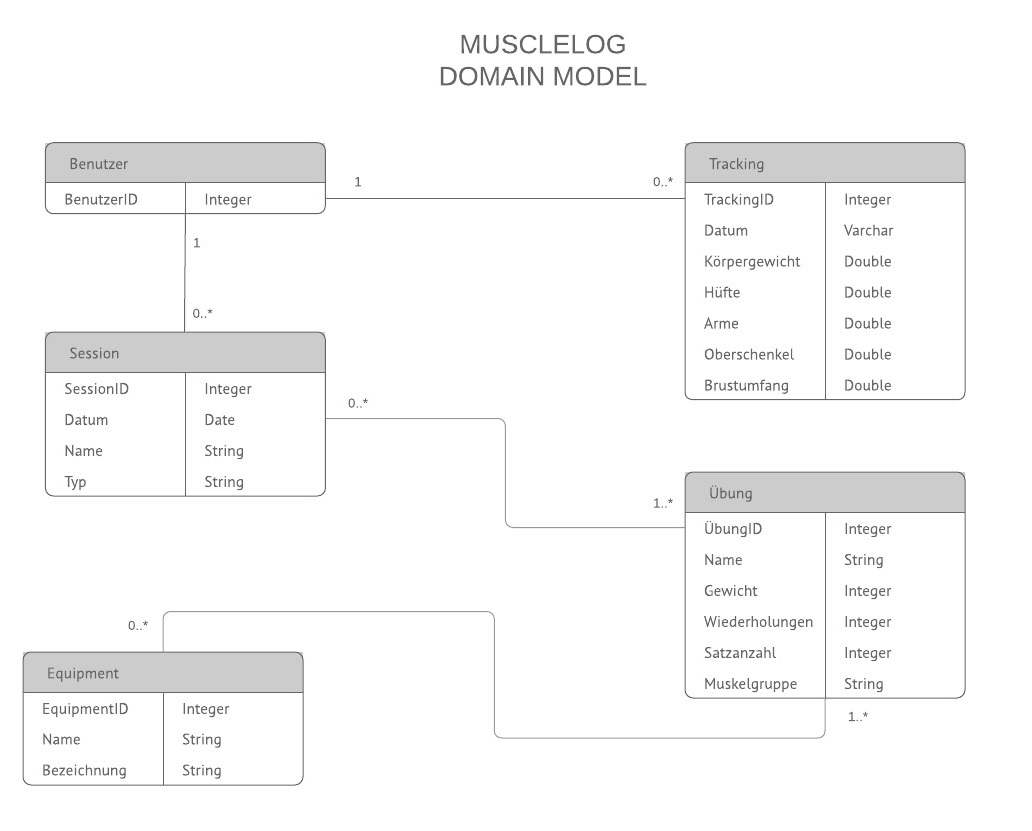 MUSCLELOG
DOMAIN MODEL
Benutzer
BenutzerID Integer
1
0..*
Tracking
TrackingID Integer
Datum Varchar
Körpergewicht Double
Hüfte Double
Arme Double
Oberschenkel Double
Brustumfang Double
1
0..*
Session
SessionID Integer
Datum Date
Name String
Typ String
0..*
1..*
Übung
ÜbungID Integer
Name String
Gewicht Integer
Wiederholungen Integer
Satzanzahl Integer
Muskelgruppe String
1..*
0..*
Equipment
EquipmentID Integer
Name String
Bezeichnung String